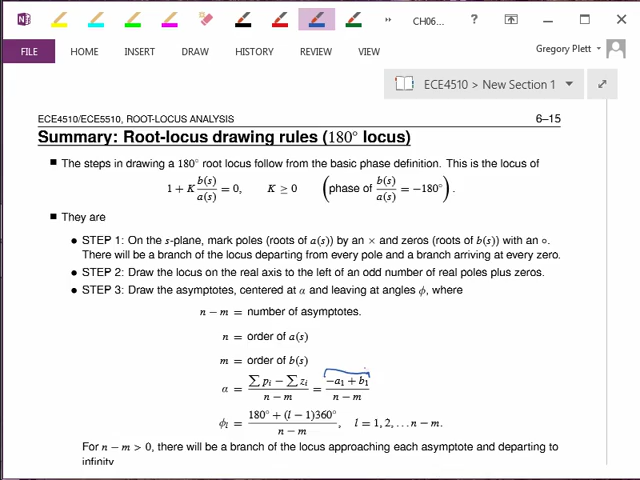 CH06...
?
FILE HOME INSERT DRAW HISTORY REVIEW VIEW
Gregory Plett
ECE4510 > New Section 1
ECE4510/ECE5510, ROOT-LOCUS ANALYSIS 6–15
Summary: Root-locus drawing rules (180° locus)
■ The steps in drawing a 180° root locus follow from the basic phase definition. This is the locus of
1 + K b(s)/a(s) = 0, K ≥ 0 (phase of b(s)/a(s) = −180°).
■ They are
● STEP 1: On the s-plane, mark poles (roots of a(s)) by an × and zeros (roots of b(s)) with an ∘.
There will be a branch of the locus departing from every pole and a branch arriving at every zero.
● STEP 2: Draw the locus on the real axis to the left of an odd number of real poles plus zeros.
● STEP 3: Draw the asymptotes, centered at α and leaving at angles ϕ, where
n − m = number of asymptotes.
n = order of a(s)
m = order of b(s)
α = (∑ pᵢ − ∑ zᵢ)/(n − m) = (−a₁ + b₁)/(n − m)
ϕₗ = (180° + (l − 1)360°)/(n − m), l = 1, 2, … n − m.
For n − m > 0, there will be a branch of the locus approaching each asymptote and departing to
infinity